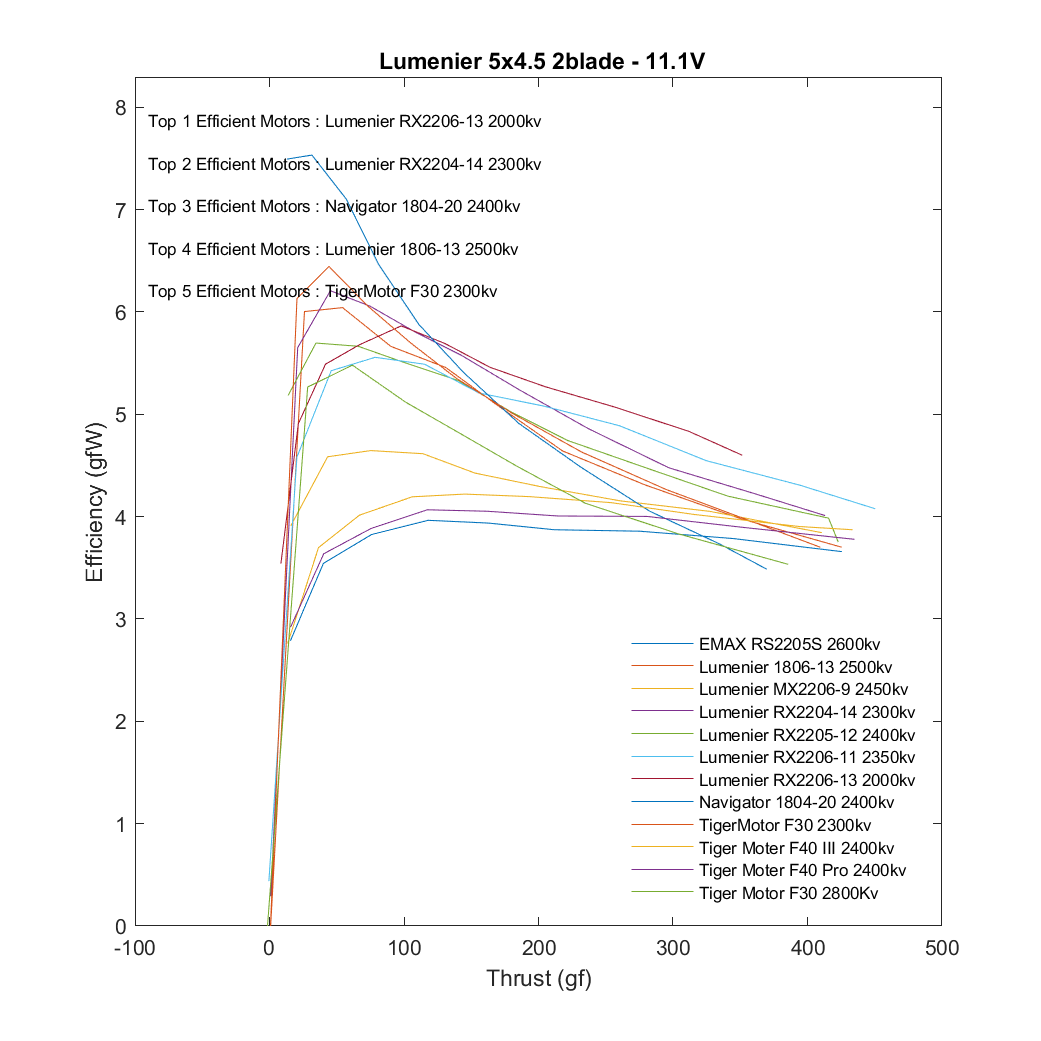 Lumenier 5x4.5 2blade - 11.1V
Top 1 Efficient Motors : Lumenier RX2206-13 2000kv
Top 2 Efficient Motors : Lumenier RX2204-14 2300kv
Top 3 Efficient Motors : Navigator 1804-20 2400kv
Top 4 Efficient Motors : Lumenier 1806-13 2500kv
Top 5 Efficient Motors : TigerMotor F30 2300kv
8
7
6
5
4
3
2
1
0
Efficiency (gfW)
EMAX RS2205S 2600kv
Lumenier 1806-13 2500kv
Lumenier MX2206-9 2450kv
Lumenier RX2204-14 2300kv
Lumenier RX2205-12 2400kv
Lumenier RX2206-11 2350kv
Lumenier RX2206-13 2000kv
Navigator 1804-20 2400kv
TigerMotor F30 2300kv
Tiger Moter F40 III 2400kv
Tiger Moter F40 Pro 2400kv
Tiger Motor F30 2800Kv
-100 0 100 200 300 400 500
Thrust (gf)